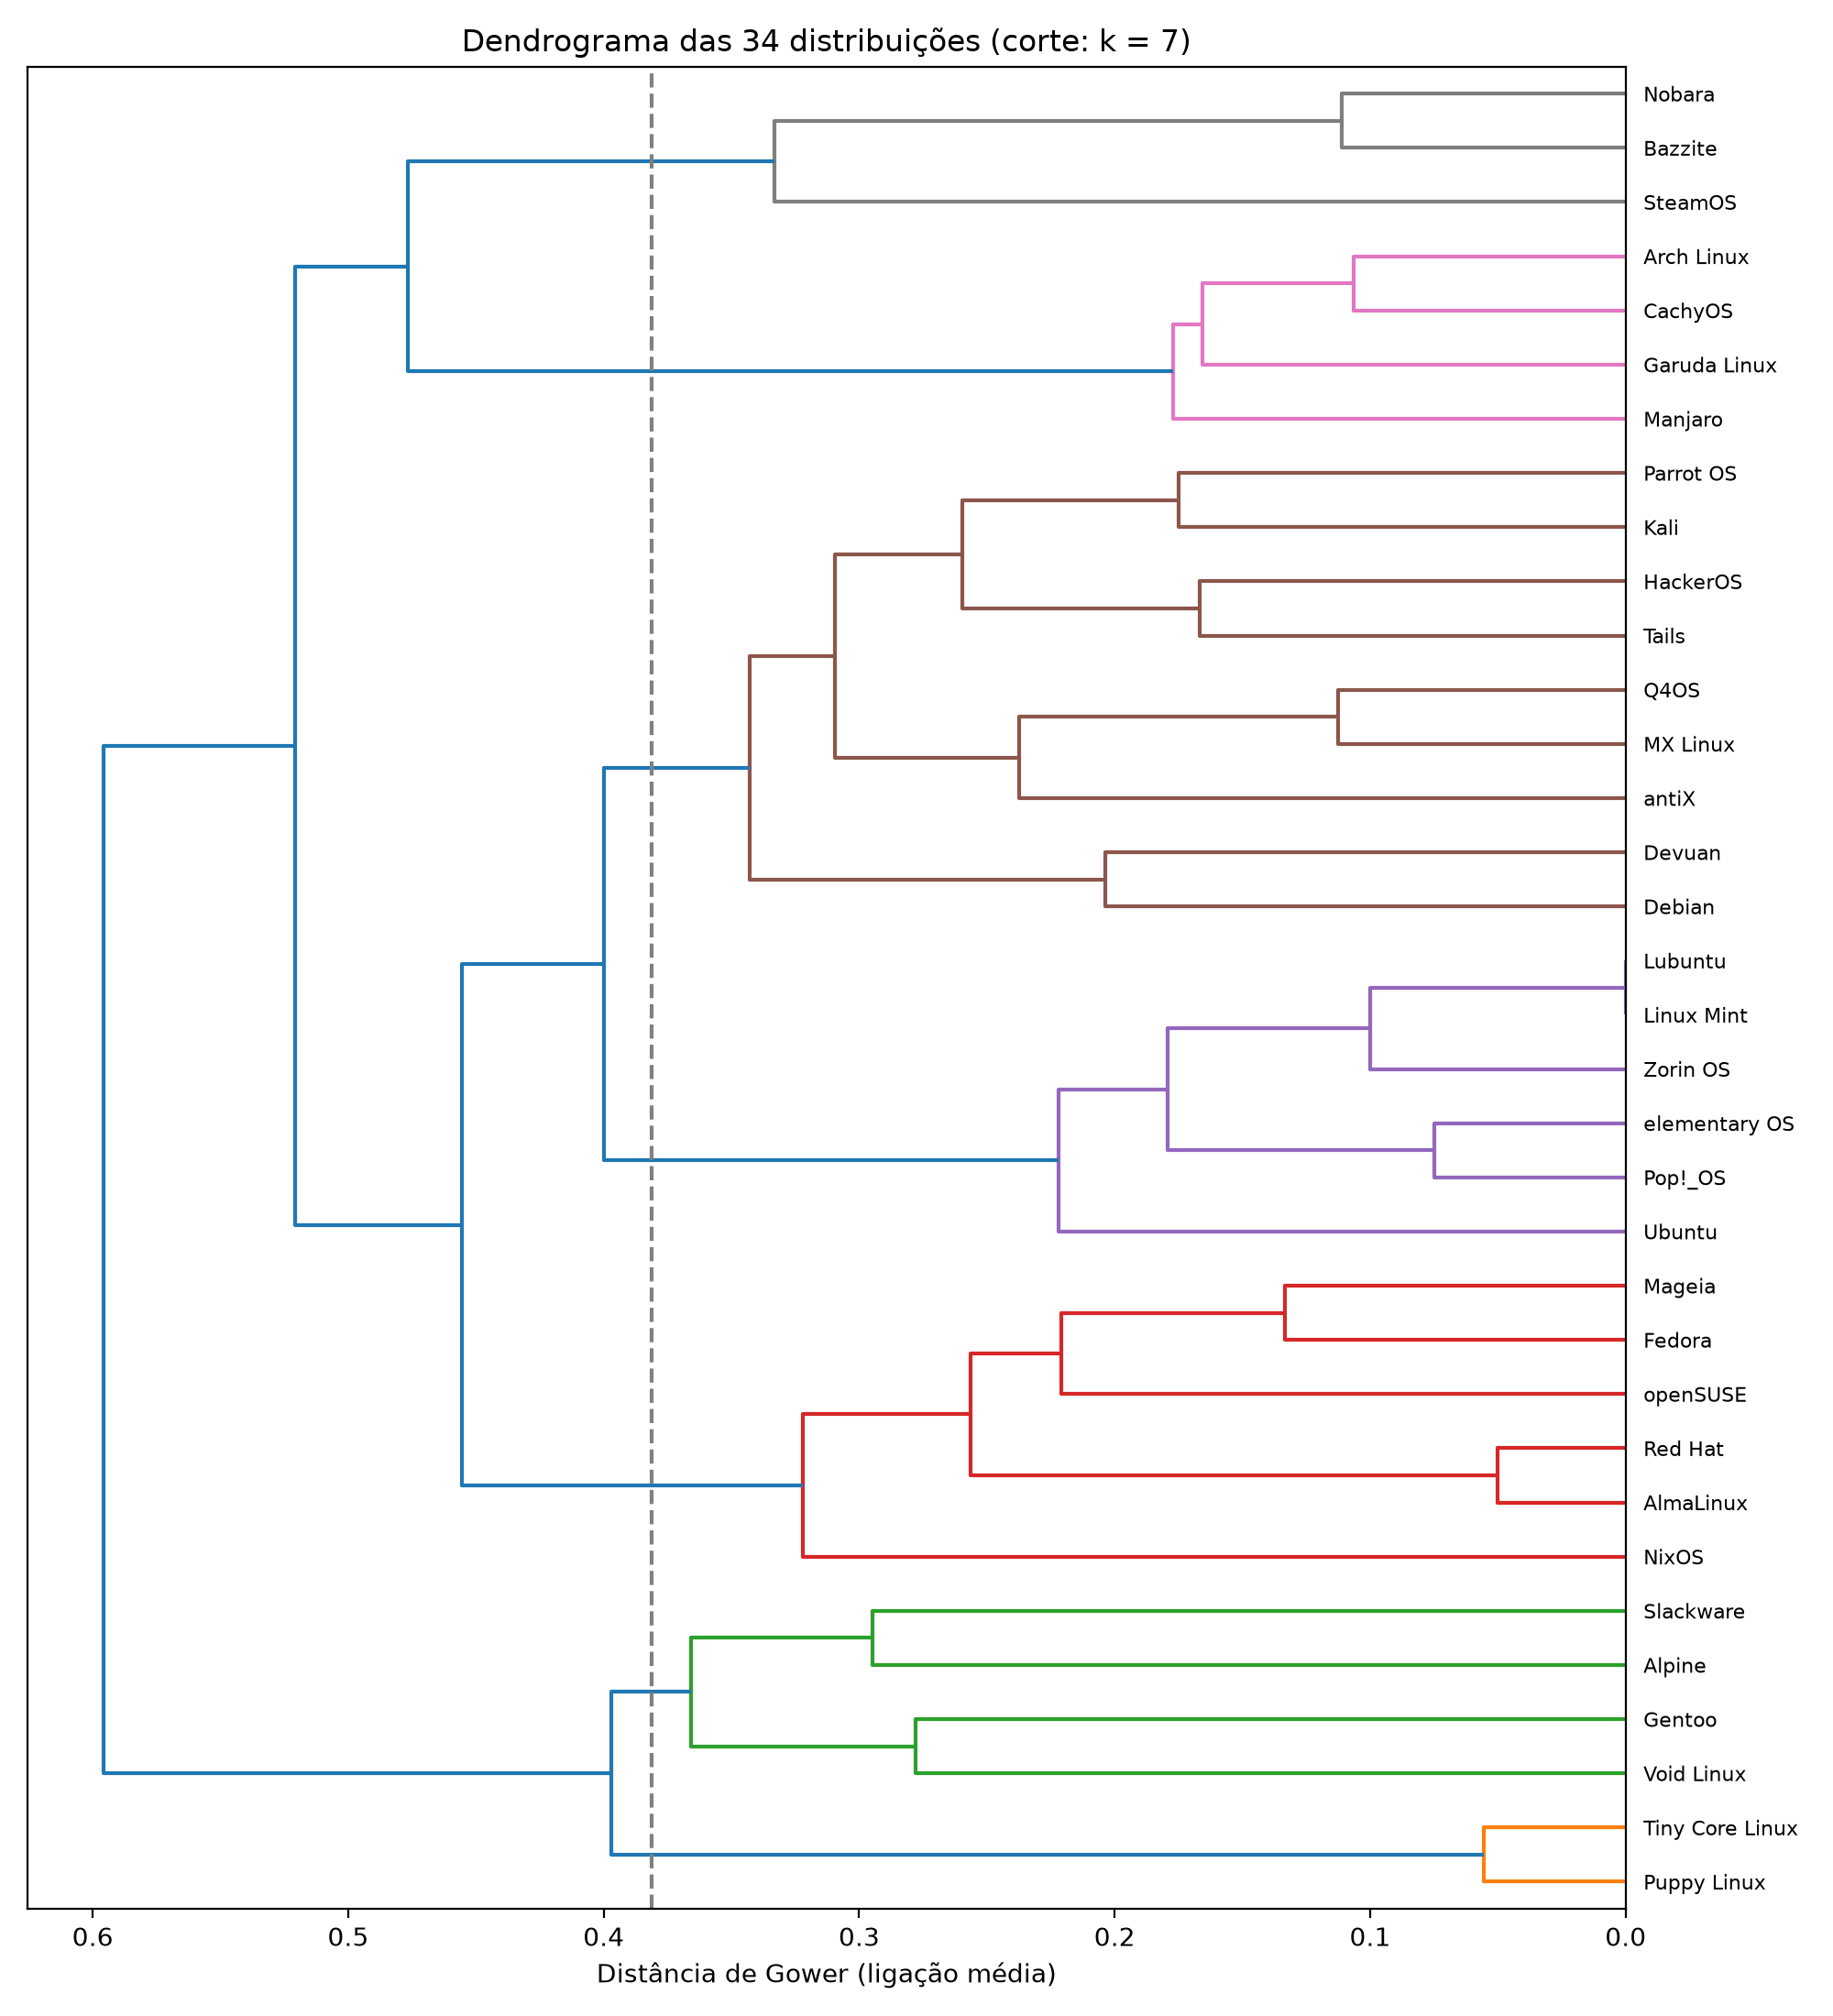 Dendrograma das 34 distribuições (corte: k = 7)
Nobara
Bazzite
SteamOS
Arch Linux
CachyOS
Garuda Linux
Manjaro
Parrot OS
Kali
HackerOS
Tails
Q4OS
MX Linux
antiX
Devuan
Debian
Lubuntu
Linux Mint
Zorin OS
elementary OS
Pop!_OS
Ubuntu
Mageia
Fedora
openSUSE
Red Hat
AlmaLinux
NixOS
Slackware
Alpine
Gentoo
Void Linux
Tiny Core Linux
Puppy Linux
0.6 0.5 0.4 0.3 0.2 0.1 0.0
Distância de Gower (ligação média)